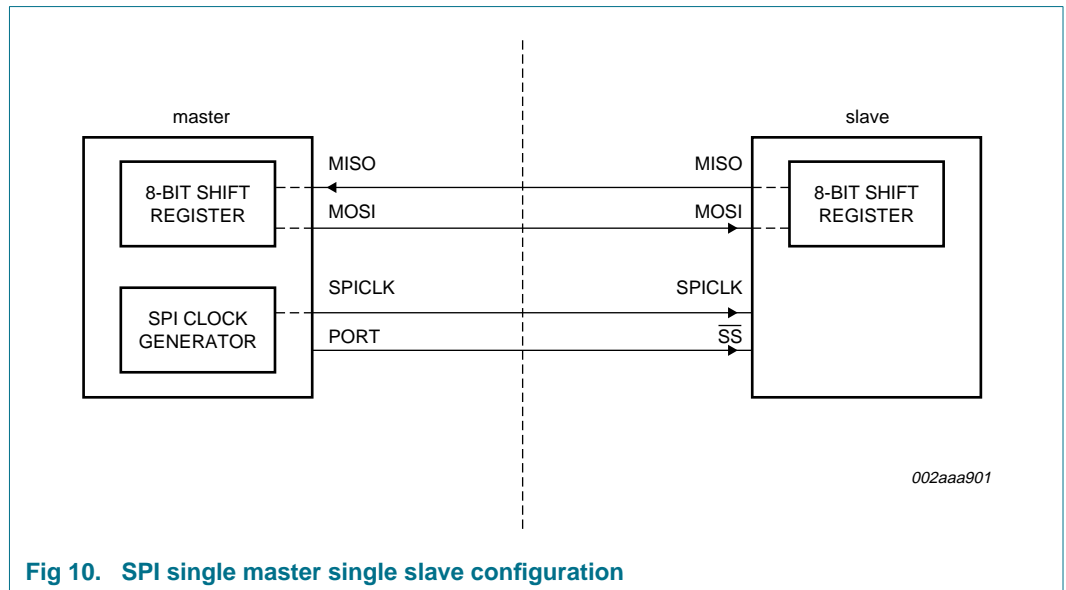 master
slave
8-BIT SHIFT
REGISTER
MISO
MISO
8-BIT SHIFT
REGISTER
MOSI
MOSI
SPI CLOCK
GENERATOR
SPICLK
SPICLK
PORT
S̅S̅
002aaa901
Fig 10. SPI single master single slave configuration